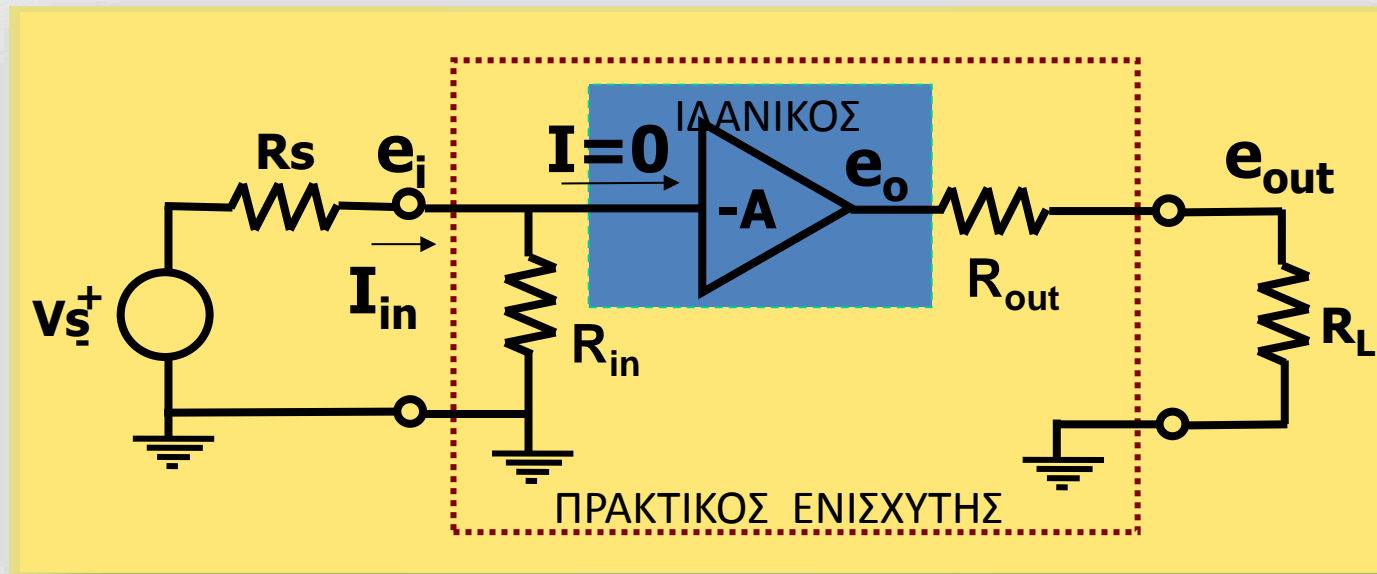 ΙΔΑΝΙΚΟΣ
Rs
e_i
I=0
-A
e_o
e_out
I_in
R_in
R_out
Vs
+
-
R_L
ΠΡΑΚΤΙΚΟΣ ΕΝΙΣΧΥΤΗΣ